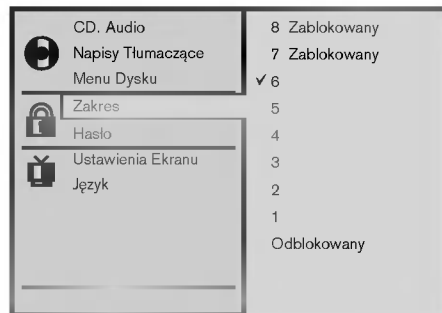 CD. Audio
Napisy Tłumaczące
Menu Dysku
Zakres
Hasło
Ustawienia Ekranu
Język
8 Zablokowany
7 Zablokowany
✓ 6
5
4
3
2
1
Odblokowany